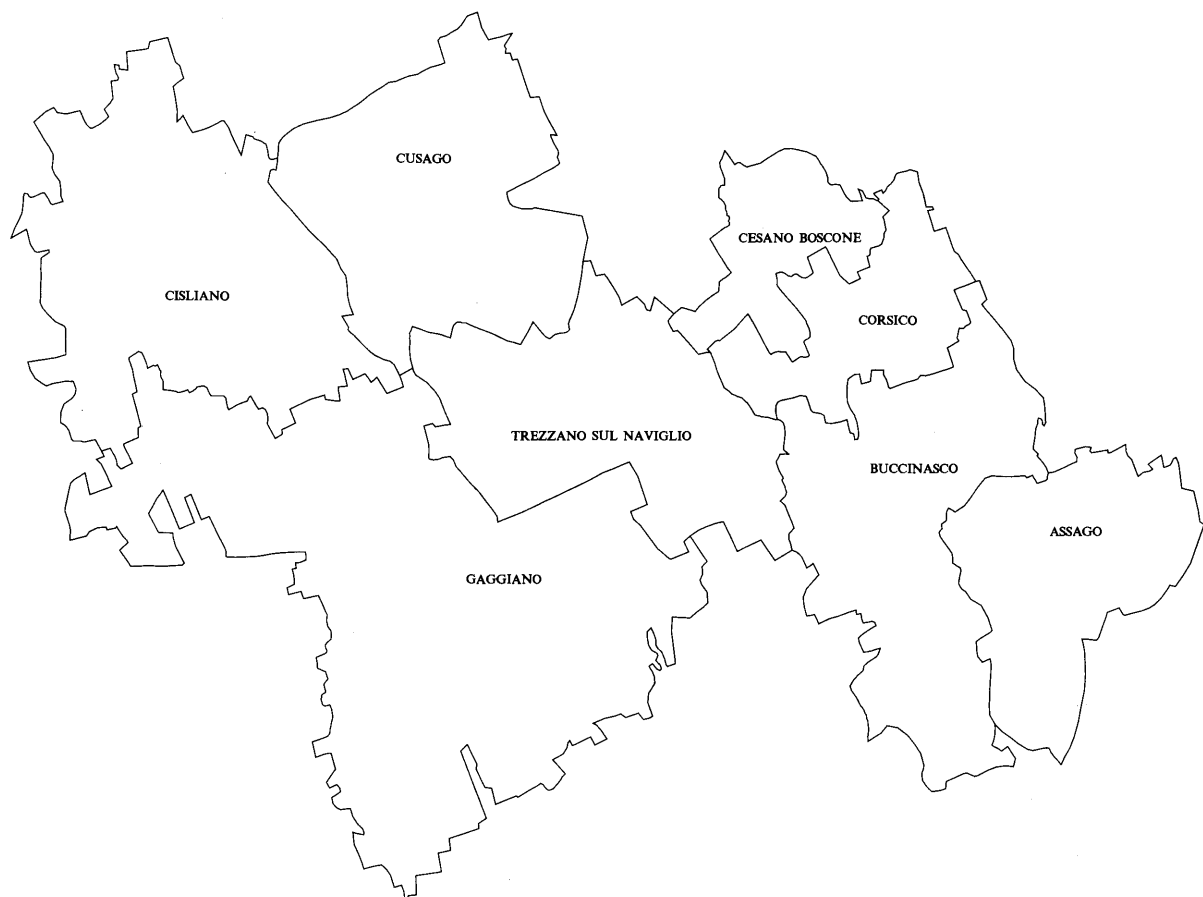 CUSAGO
CESANO BOSCONE
CISLIANO
CORSICO
TREZZANO SUL NAVIGLIO
BUCCINASCO
ASSAGO
GAGGIANO